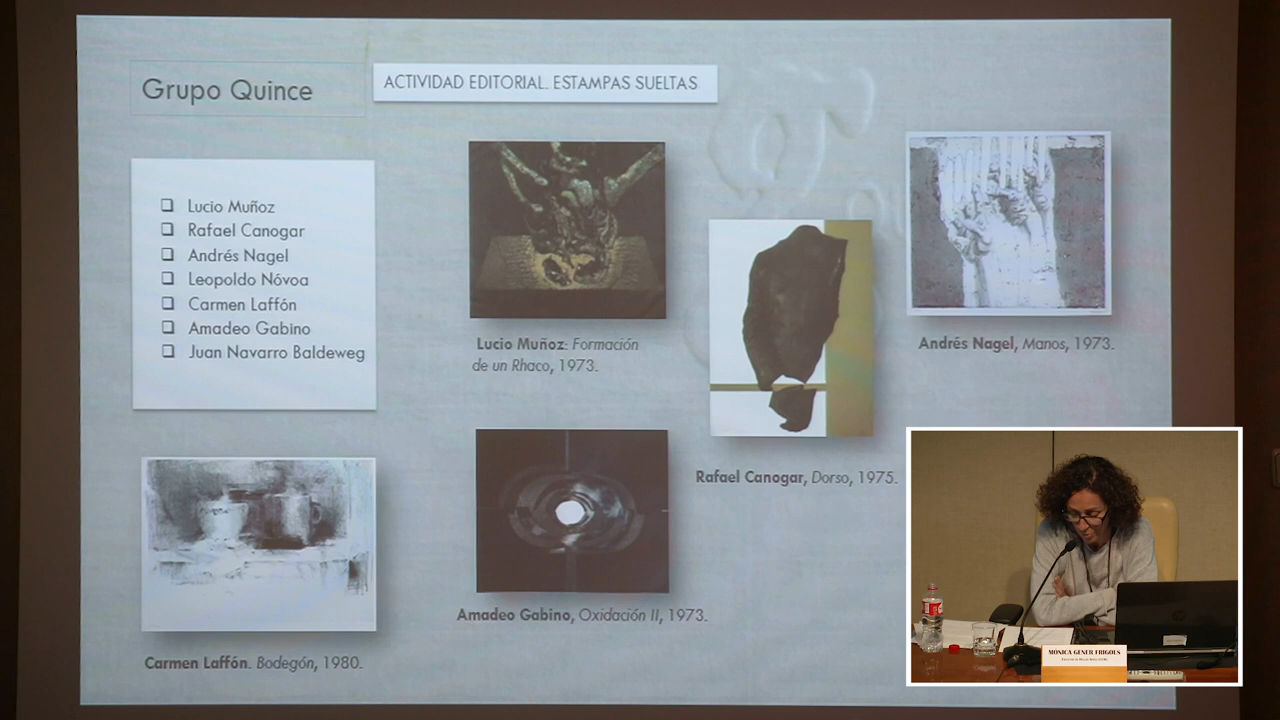 Grupo Quince
ACTIVIDAD EDITORIAL. ESTAMPAS SUELTAS
❑ Lucio Muñoz
❑ Rafael Canogar
❑ Andrés Nagel
❑ Leopoldo Nóvoa
❑ Carmen Laffón
❑ Amadeo Gabino
❑ Juan Navarro Baldeweg
Lucio Muñoz: Formación
de un Rhaco, 1973.
Andrés Nagel, Manos, 1973.
Rafael Canogar, Dorso, 1975.
Amadeo Gabino, Oxidación II, 1973.
Carmen Laffón. Bodegón, 1980.
MÓNICA GENER FRIGOLS